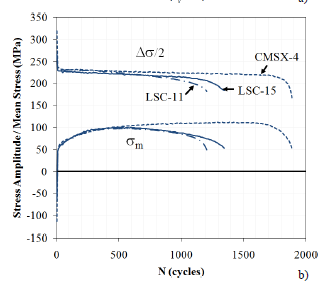 a)
350
300
250
200
150
100
50
0
-50
-100
-150
Stress Amplitude / Mean Stress (MPa)
Δσ/2
CMSX-4
LSC-11
LSC-15
σm
0
500
1000
1500
2000
N (cycles)
b)